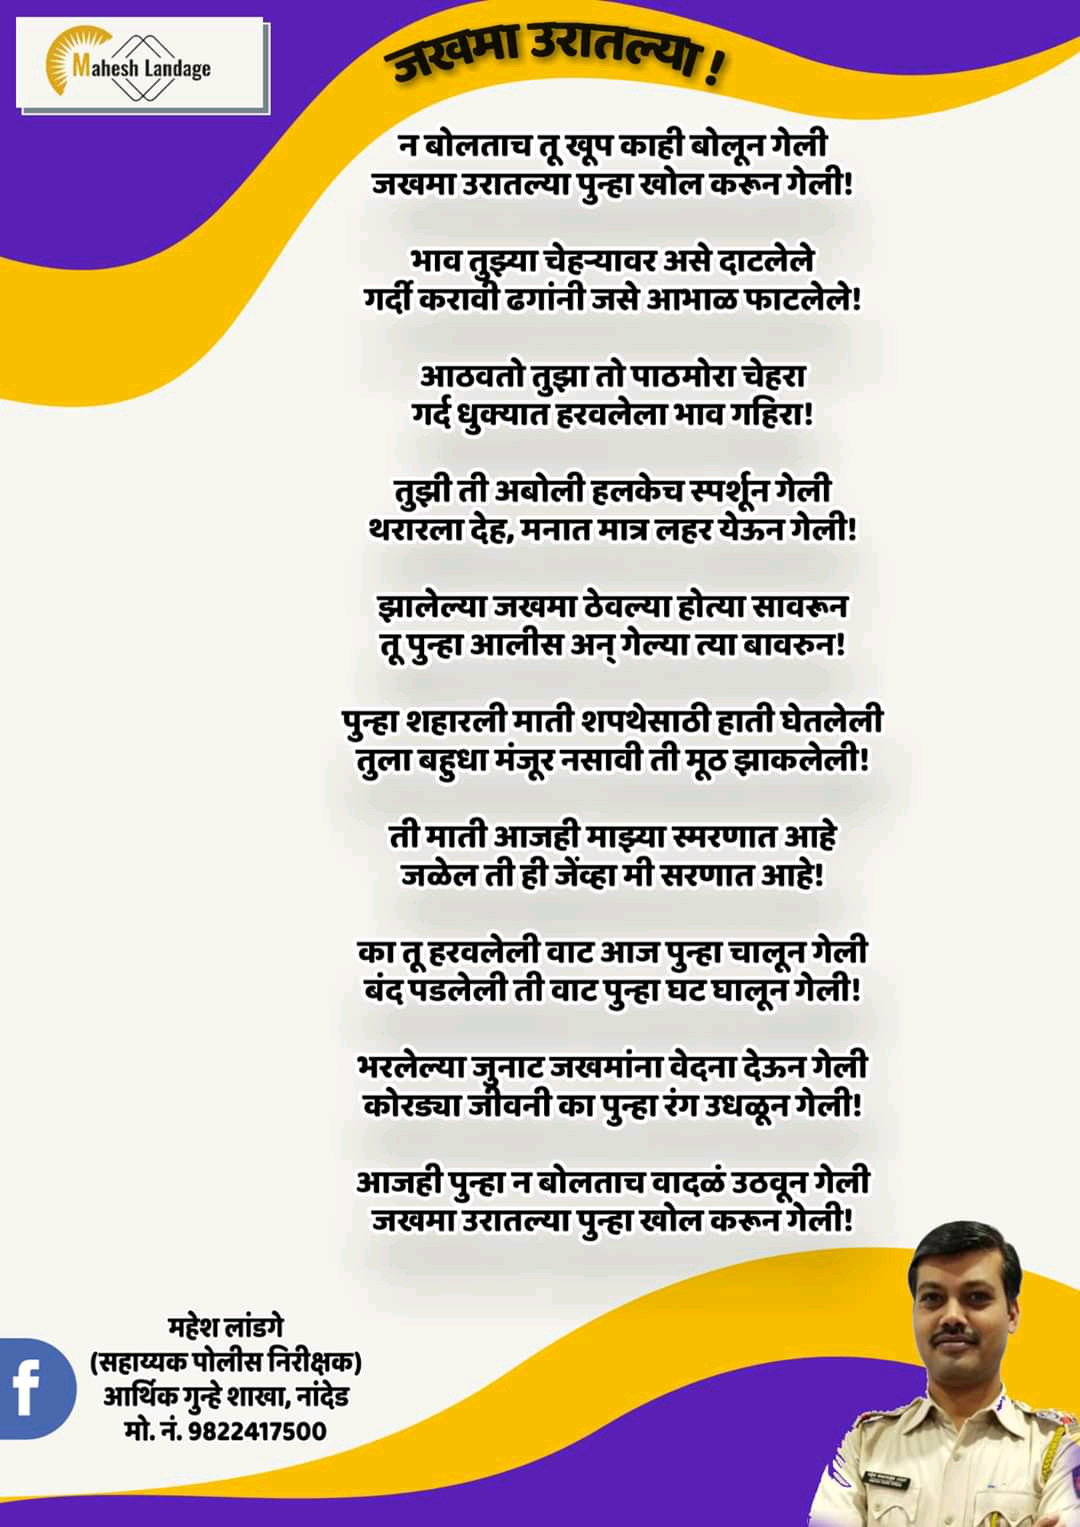 Mahesh Landage
जखमा उरातल्या !
न बोलताच तू खूप काही बोलून गेली
जखमा उरातल्या पुन्हा खोल करून गेली!
भाव तुझ्या चेहऱ्यावर असे दाटलेले
गर्दी करावी ढगांनी जसे आभाळ फाटलेले!
आठवतो तुझा तो पाठमोरा चेहरा
गर्द धुक्यात हरवलेला भाव गहिरा!
तुझी ती अबोली हलकेच स्पर्शून गेली
थरारला देह, मनात मात्र लहर येऊन गेली!
झालेल्या जखमा ठेवल्या होत्या सावरून
तू पुन्हा आलीस अन् गेल्या त्या बावरुन!
पुन्हा शहारली माती शपथेसाठी हाती घेतलेली
तुला बहुधा मंजूर नसावी ती मूठ झाकलेली!
ती माती आजही माझ्या स्मरणात आहे
जळेल ती ही जेंव्हा मी सरणात आहे!
का तू हरवलेली वाट आज पुन्हा चालून गेली
बंद पडलेली ती वाट पुन्हा घट घालून गेली!
भरलेल्या जुनाट जखमांना वेदना देऊन गेली
कोरड्या जीवनी का पुन्हा रंग उधळून गेली!
आजही पुन्हा न बोलताच वादळं उठवून गेली
जखमा उरातल्या पुन्हा खोल करून गेली!
महेश लांडगे
(सहाय्यक पोलीस निरीक्षक)
आर्थिक गुन्हे शाखा, नांदेड
मो. नं. 9822417500
f